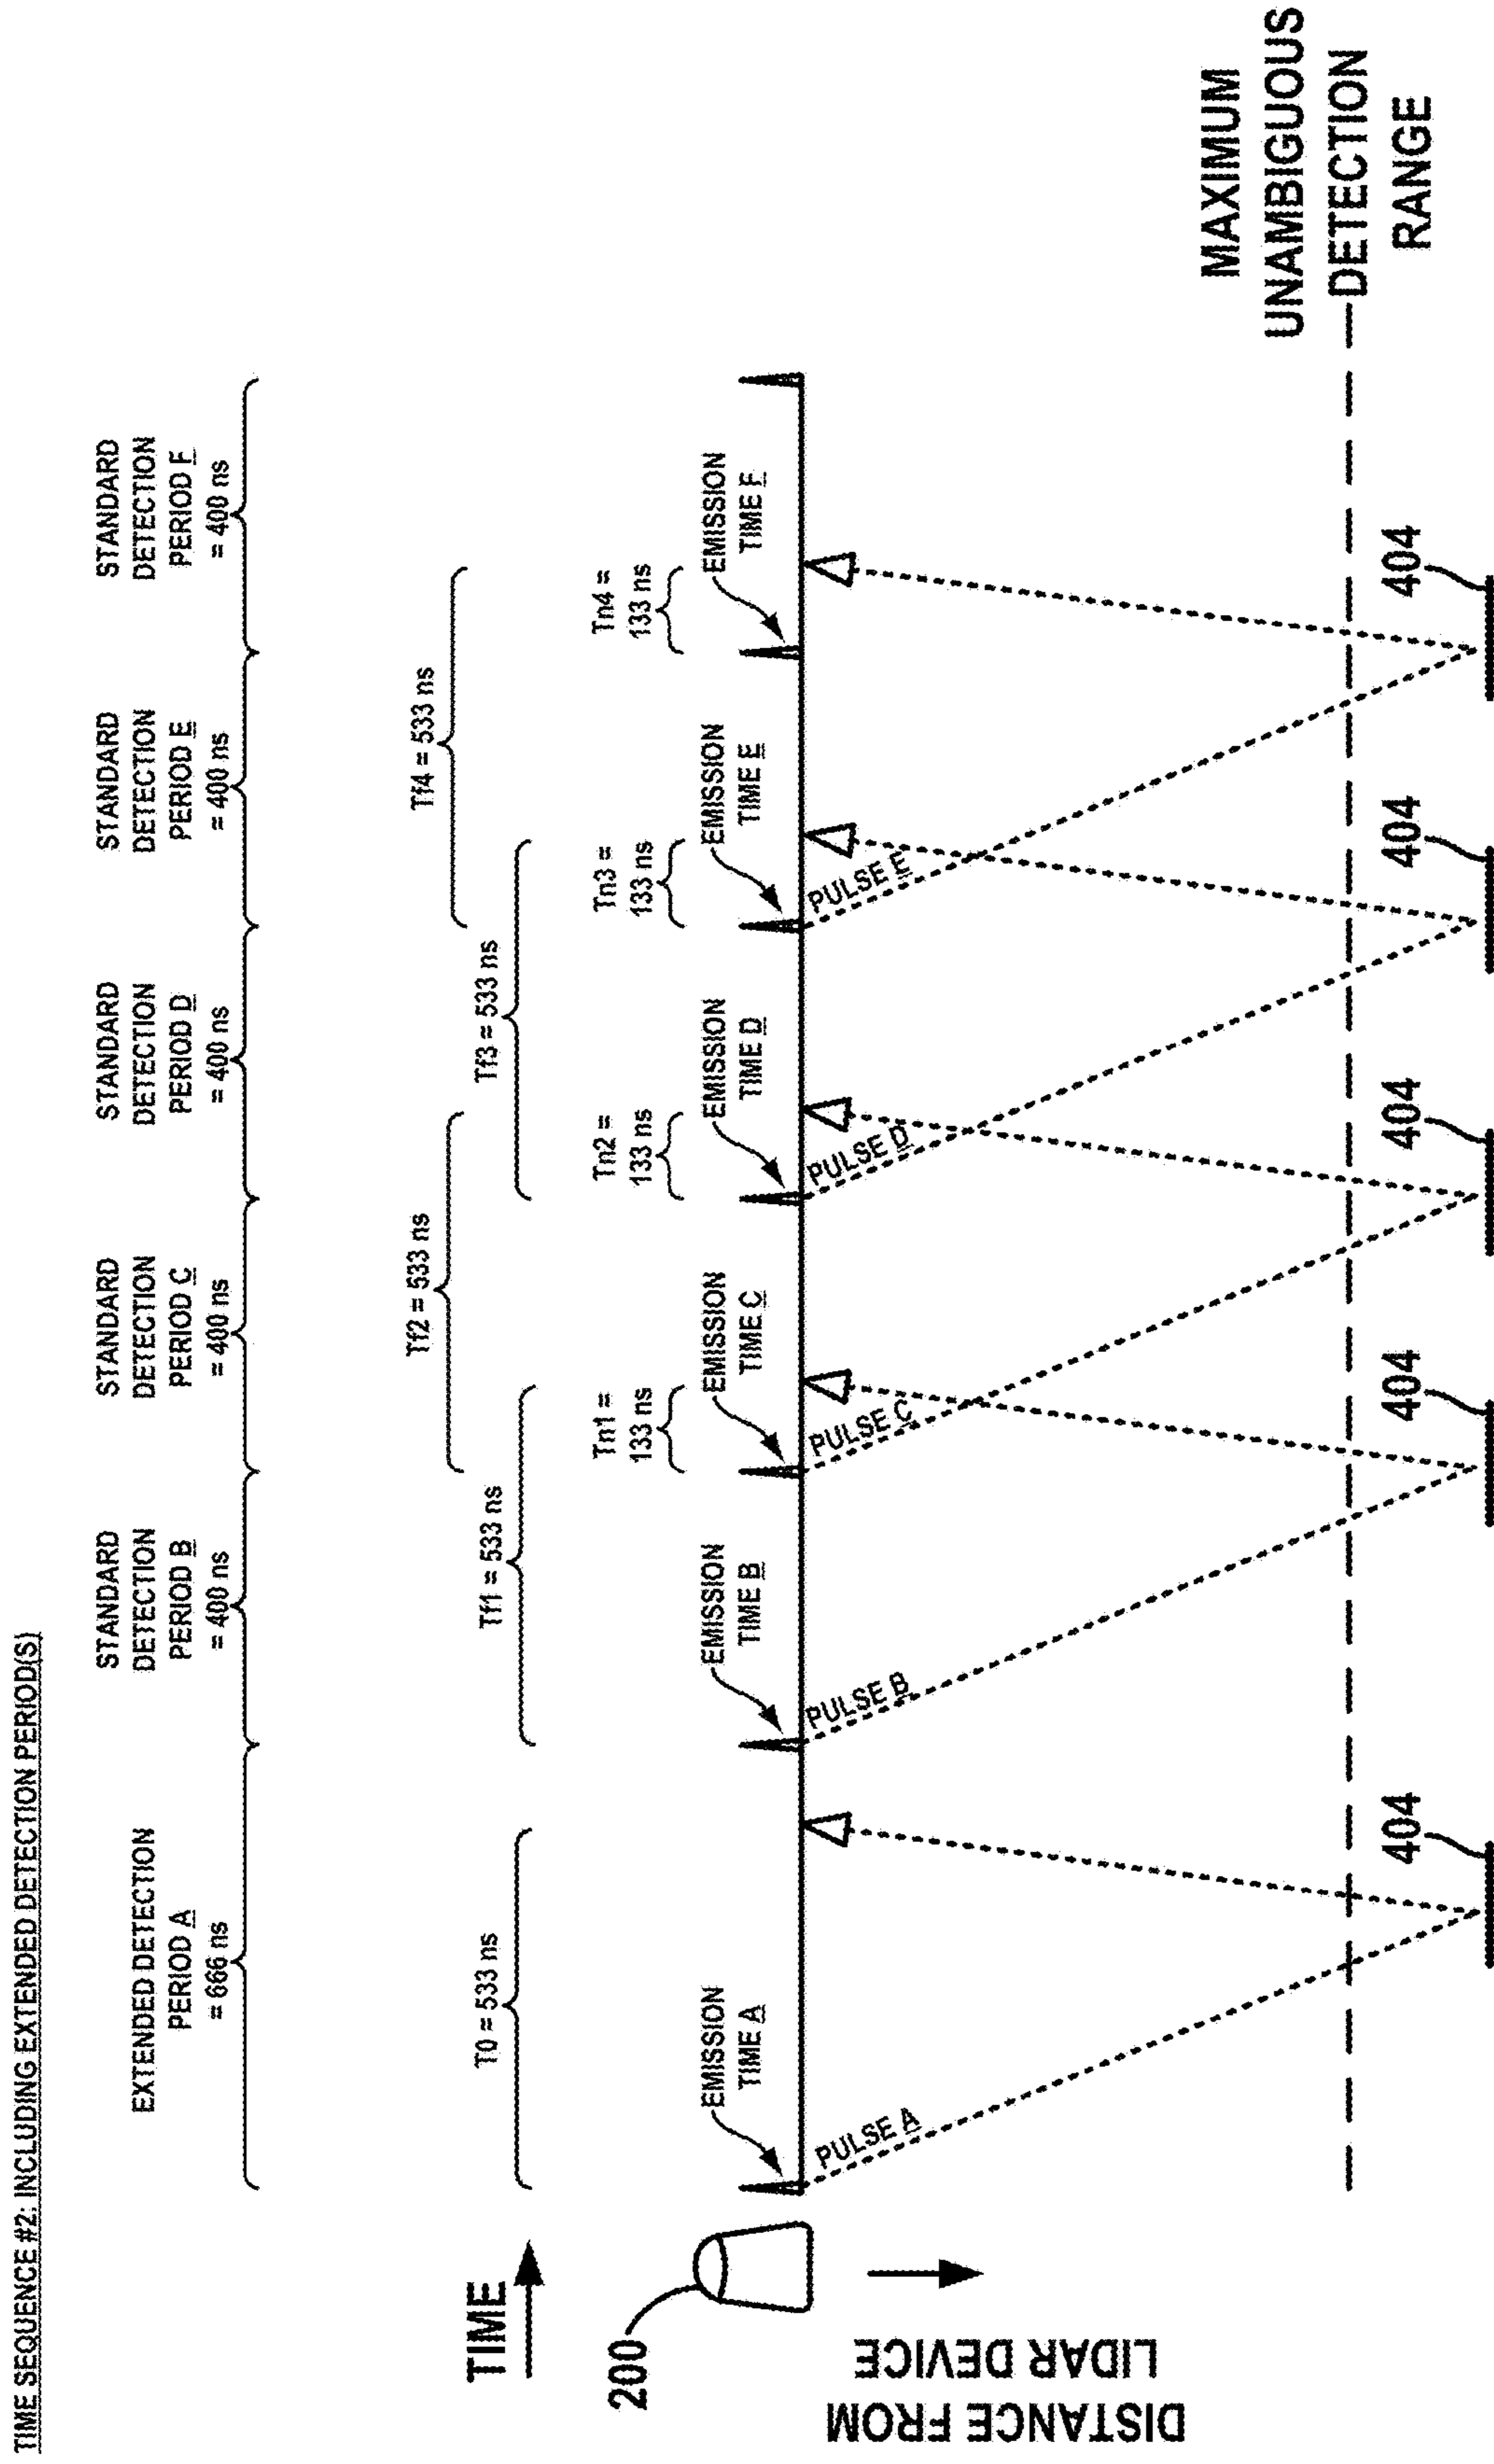 TIME SEQUENCE #2: INCLUDING EXTENDED DETECTION PERIOD(S)
EXTENDED DETECTION
PERIOD A
= 666 ns
STANDARD
DETECTION
PERIOD B
= 400 ns
STANDARD
DETECTION
PERIOD C
= 400 ns
STANDARD
DETECTION
PERIOD D
= 400 ns
STANDARD
DETECTION
PERIOD E
= 400 ns
STANDARD
DETECTION
PERIOD F
= 400 ns
Tf2 = 533 ns
Tf4 = 533 ns
T0 = 533 ns
Tf1 = 533 ns
Tf3 = 533 ns
TIME
Tn1 =
133 ns
Tn2 =
133 ns
Tn3 =
133 ns
Tn4 =
133 ns
200
EMISSION
TIME A
EMISSION
TIME B
EMISSION
TIME C
EMISSION
TIME D
EMISSION
TIME E
EMISSION
TIME F
PULSE A
PULSE B
PULSE C
PULSE D
PULSE E
DISTANCE FROM
LIDAR DEVICE
MAXIMUM
UNAMBIGUOUS
DETECTION
RANGE
404
404
404
404
404